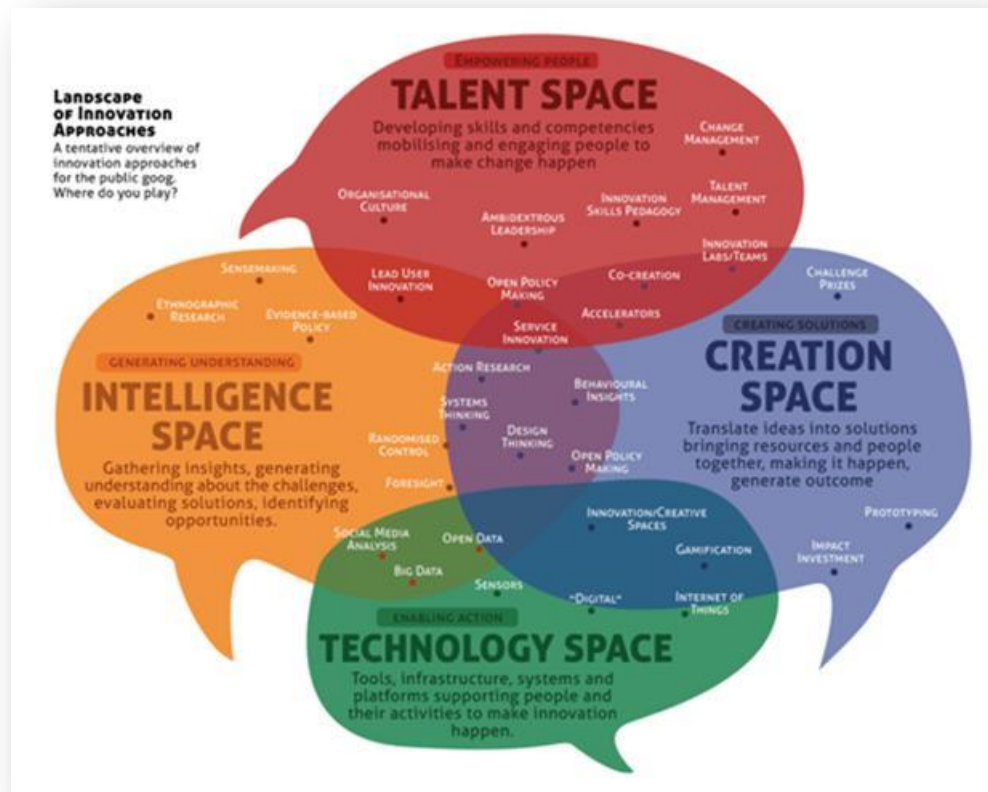 Landscape
of Innovation
Approaches
A tentative overview of
innovation approaches
for the public goog.
Where do you play?
Empowering people
TALENT SPACE
Developing skills and competencies
mobilising and engaging people to
make change happen
Change
Management
Organisational
Culture
Ambidextrous
Leadership
Innovation
Skills Pedagogy
Talent
Management
Innovation
Labs/Teams
Lead User
Innovation
Open Policy
Making
Co-creation
Accelerators
Service
Innovation
Sensemaking
Ethnographic
Research
Evidence-based
Policy
Generating understanding
INTELLIGENCE
SPACE
Gathering insights, generating
understanding about the challenges,
evaluating solutions, identifying
opportunities.
Action Research
Systems
Thinking
Randomised
Control
Foresight
Behavioural
Insights
Design
Thinking
Open Policy
Making
Challenge
Prizes
Creating solutions
CREATION
SPACE
Translate ideas into solutions
bringing resources and people
together, making it happen,
generate outcome
Prototyping
Impact
Investment
Innovation/Creative
Spaces
Gamification
Social Media
Analysis
Open Data
Big Data
Sensors
"Digital"
Internet of
Things
Enabling action
TECHNOLOGY SPACE
Tools, infrastructure, systems and
platforms supporting people and
their activities to make innovation
happen.